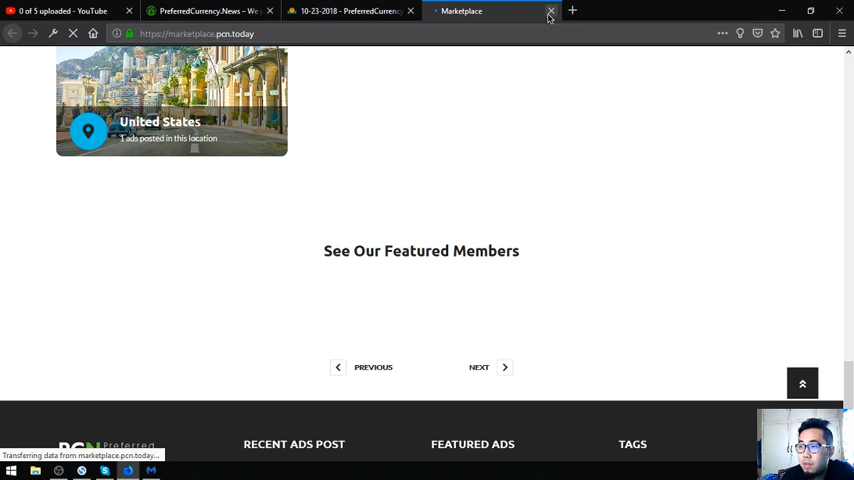 0 of 5 uploaded - YouTube
PreferredCurrency.News – We p
10-23-2018 - PreferredCurrency
Marketplace
https://marketplace.pcn.today
United States
1 ads posted in this location
See Our Featured Members
PREVIOUS
NEXT
PCN Preferred
RECENT ADS POST
FEATURED ADS
TAGS
Transferring data from marketplace.pcn.today...